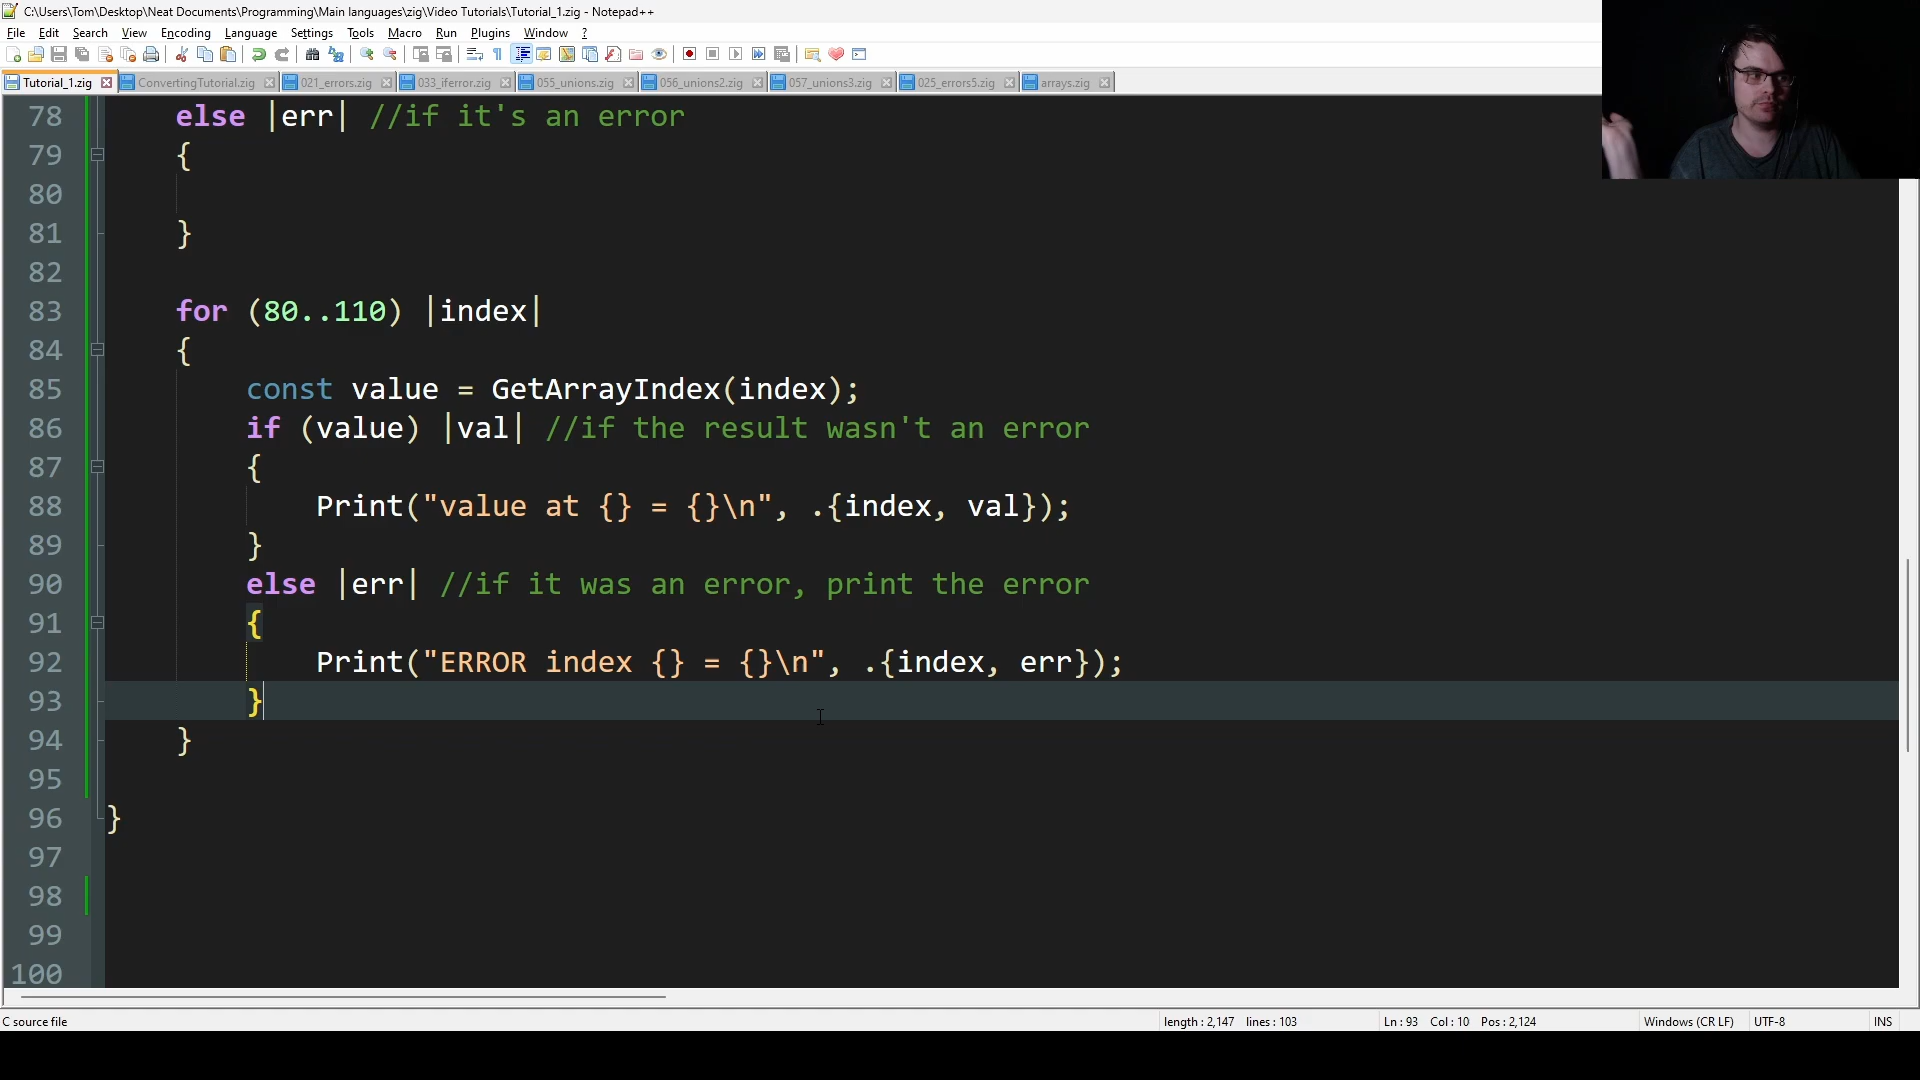 C:\Users\Tom\Desktop\Neat Documents\Programming\Main languages\zig\Video Tutorials\Tutorial_1.zig - Notepad++
File Edit Search View Encoding Language Settings Tools Macro Run Plugins Window ?
Tutorial_1.zig ConvertingTutorial.zig 021_errors.zig 033_iferror.zig 055_unions.zig 056_unions2.zig 057_unions3.zig 025_errors5.zig arrays.zig
78 else |err| //if it's an error
79 {
80
81 }
82
83 for (80..110) |index|
84 {
85 const value = GetArrayIndex(index);
86 if (value) |val| //if the result wasn't an error
87 {
88 Print("value at {} = {}\n", .{index, val});
89 }
90 else |err| //if it was an error, print the error
91 {
92 Print("ERROR index {} = {}\n", .{index, err});
93 }
94 }
95
96 }
97
98
99
100
C source file length : 2,147 lines : 103 Ln : 93 Col : 10 Pos : 2,124 Windows (CR LF) UTF-8 INS